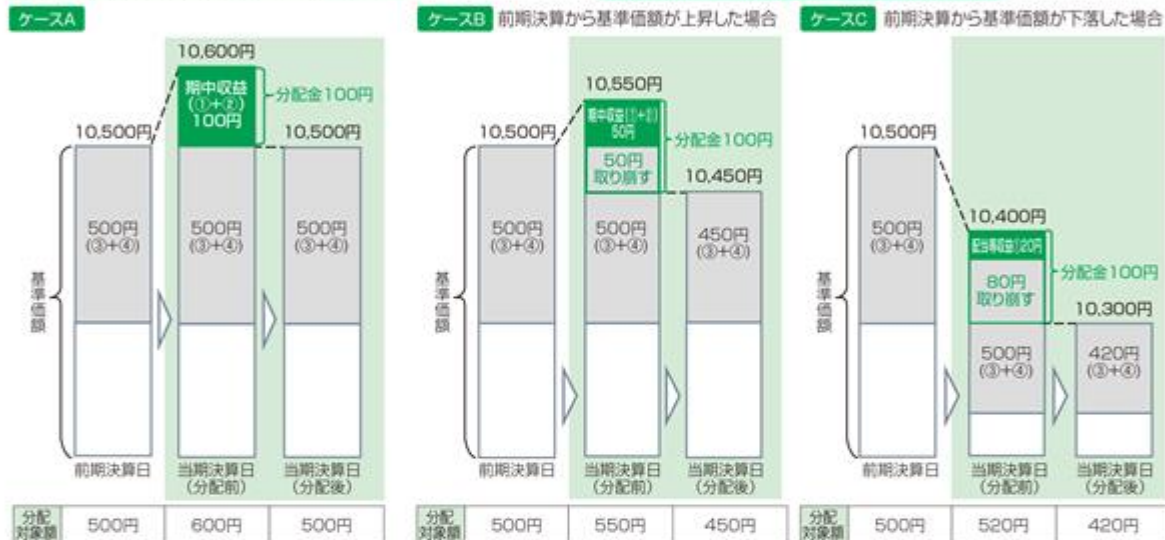 ケースA
10,600円
期中収益
(①+②)
100円
分配金100円
10,500円
10,500円
500円
(③+④)
500円
(③+④)
500円
(③+④)
基準価額
前期決算日
当期決算日
(分配前)
当期決算日
(分配後)
分配
対象額
500円
600円
500円
ケースB 前期決算から基準価額が上昇した場合
10,550円
期中収益(①+②)
50円
分配金100円
10,500円
50円
取り崩す
10,450円
500円
(③+④)
500円
(③+④)
450円
(③+④)
基準価額
前期決算日
当期決算日
(分配前)
当期決算日
(分配後)
分配
対象額
500円
550円
450円
ケースC 前期決算から基準価額が下落した場合
10,500円
10,400円
配当等収益①20円
分配金100円
80円
取り崩す
10,300円
500円
(③+④)
500円
(③+④)
420円
(③+④)
基準価額
前期決算日
当期決算日
(分配前)
当期決算日
(分配後)
分配
対象額
500円
520円
420円